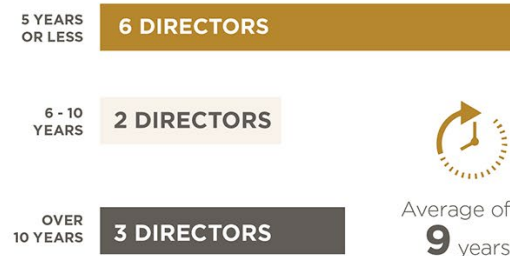 5 YEARS
OR LESS
6 DIRECTORS
6 - 10
YEARS
2 DIRECTORS
OVER
10 YEARS
3 DIRECTORS
Average of
9 years